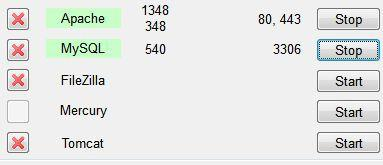 Apache 1348 80, 443 Stop
348
MySQL 540 3306 Stop
FileZilla Start
Mercury Start
Tomcat Start